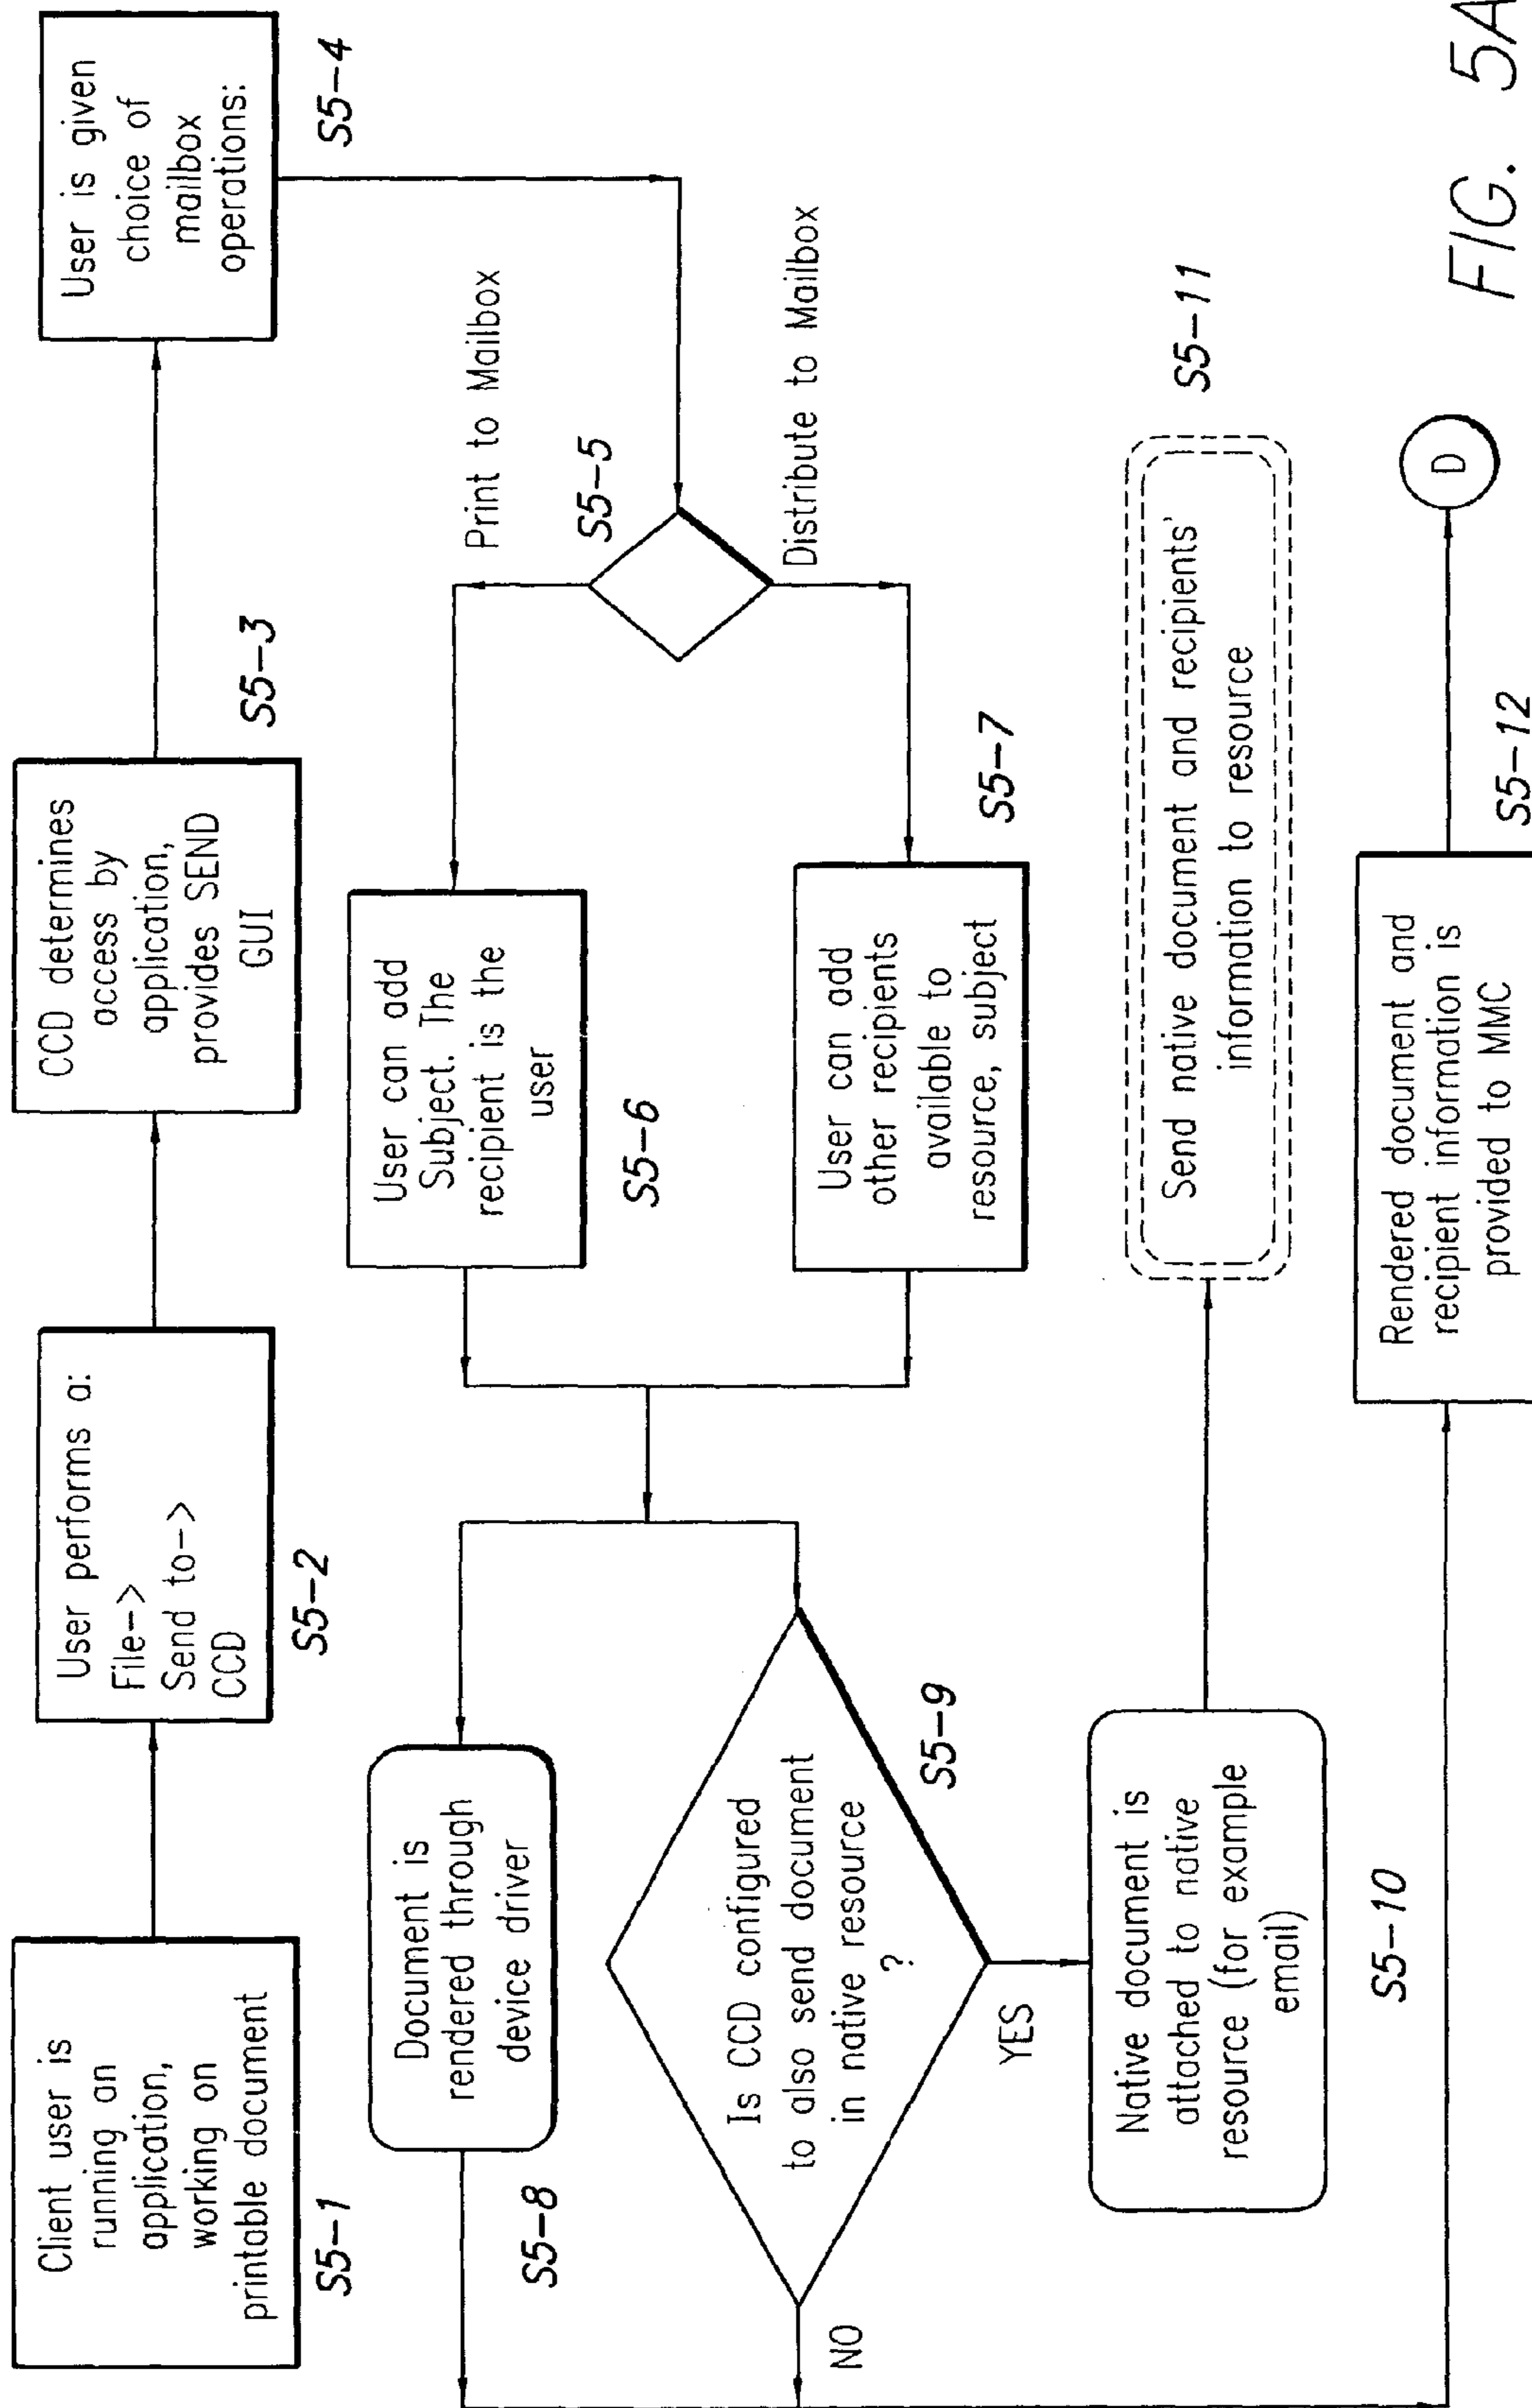 Client user is
running an
application,
working on
printable document
S5-1
User performs a:
File->
Send to->
CCD
S5-2
CCD determines
access by
application,
provides SEND
GUI
S5-3
User is given
choice of
mailbox
operations:
S5-4
Print to Mailbox
S5-5
Distribute to Mailbox
User can add
Subject. The
recipient is the
user
S5-6
User can add
other recipients
available to
resource, subject
S5-7
Document is
rendered through
device driver
S5-8
Is CCD configured
to also send document
in native resource
?
S5-9
NO
YES
Native document is
attached to native
resource (for example
email)
S5-10
Send native document and recipients'
information to resource
S5-11
Rendered document and
recipient information is
provided to MMC
S5-12
D
FIG. 5A